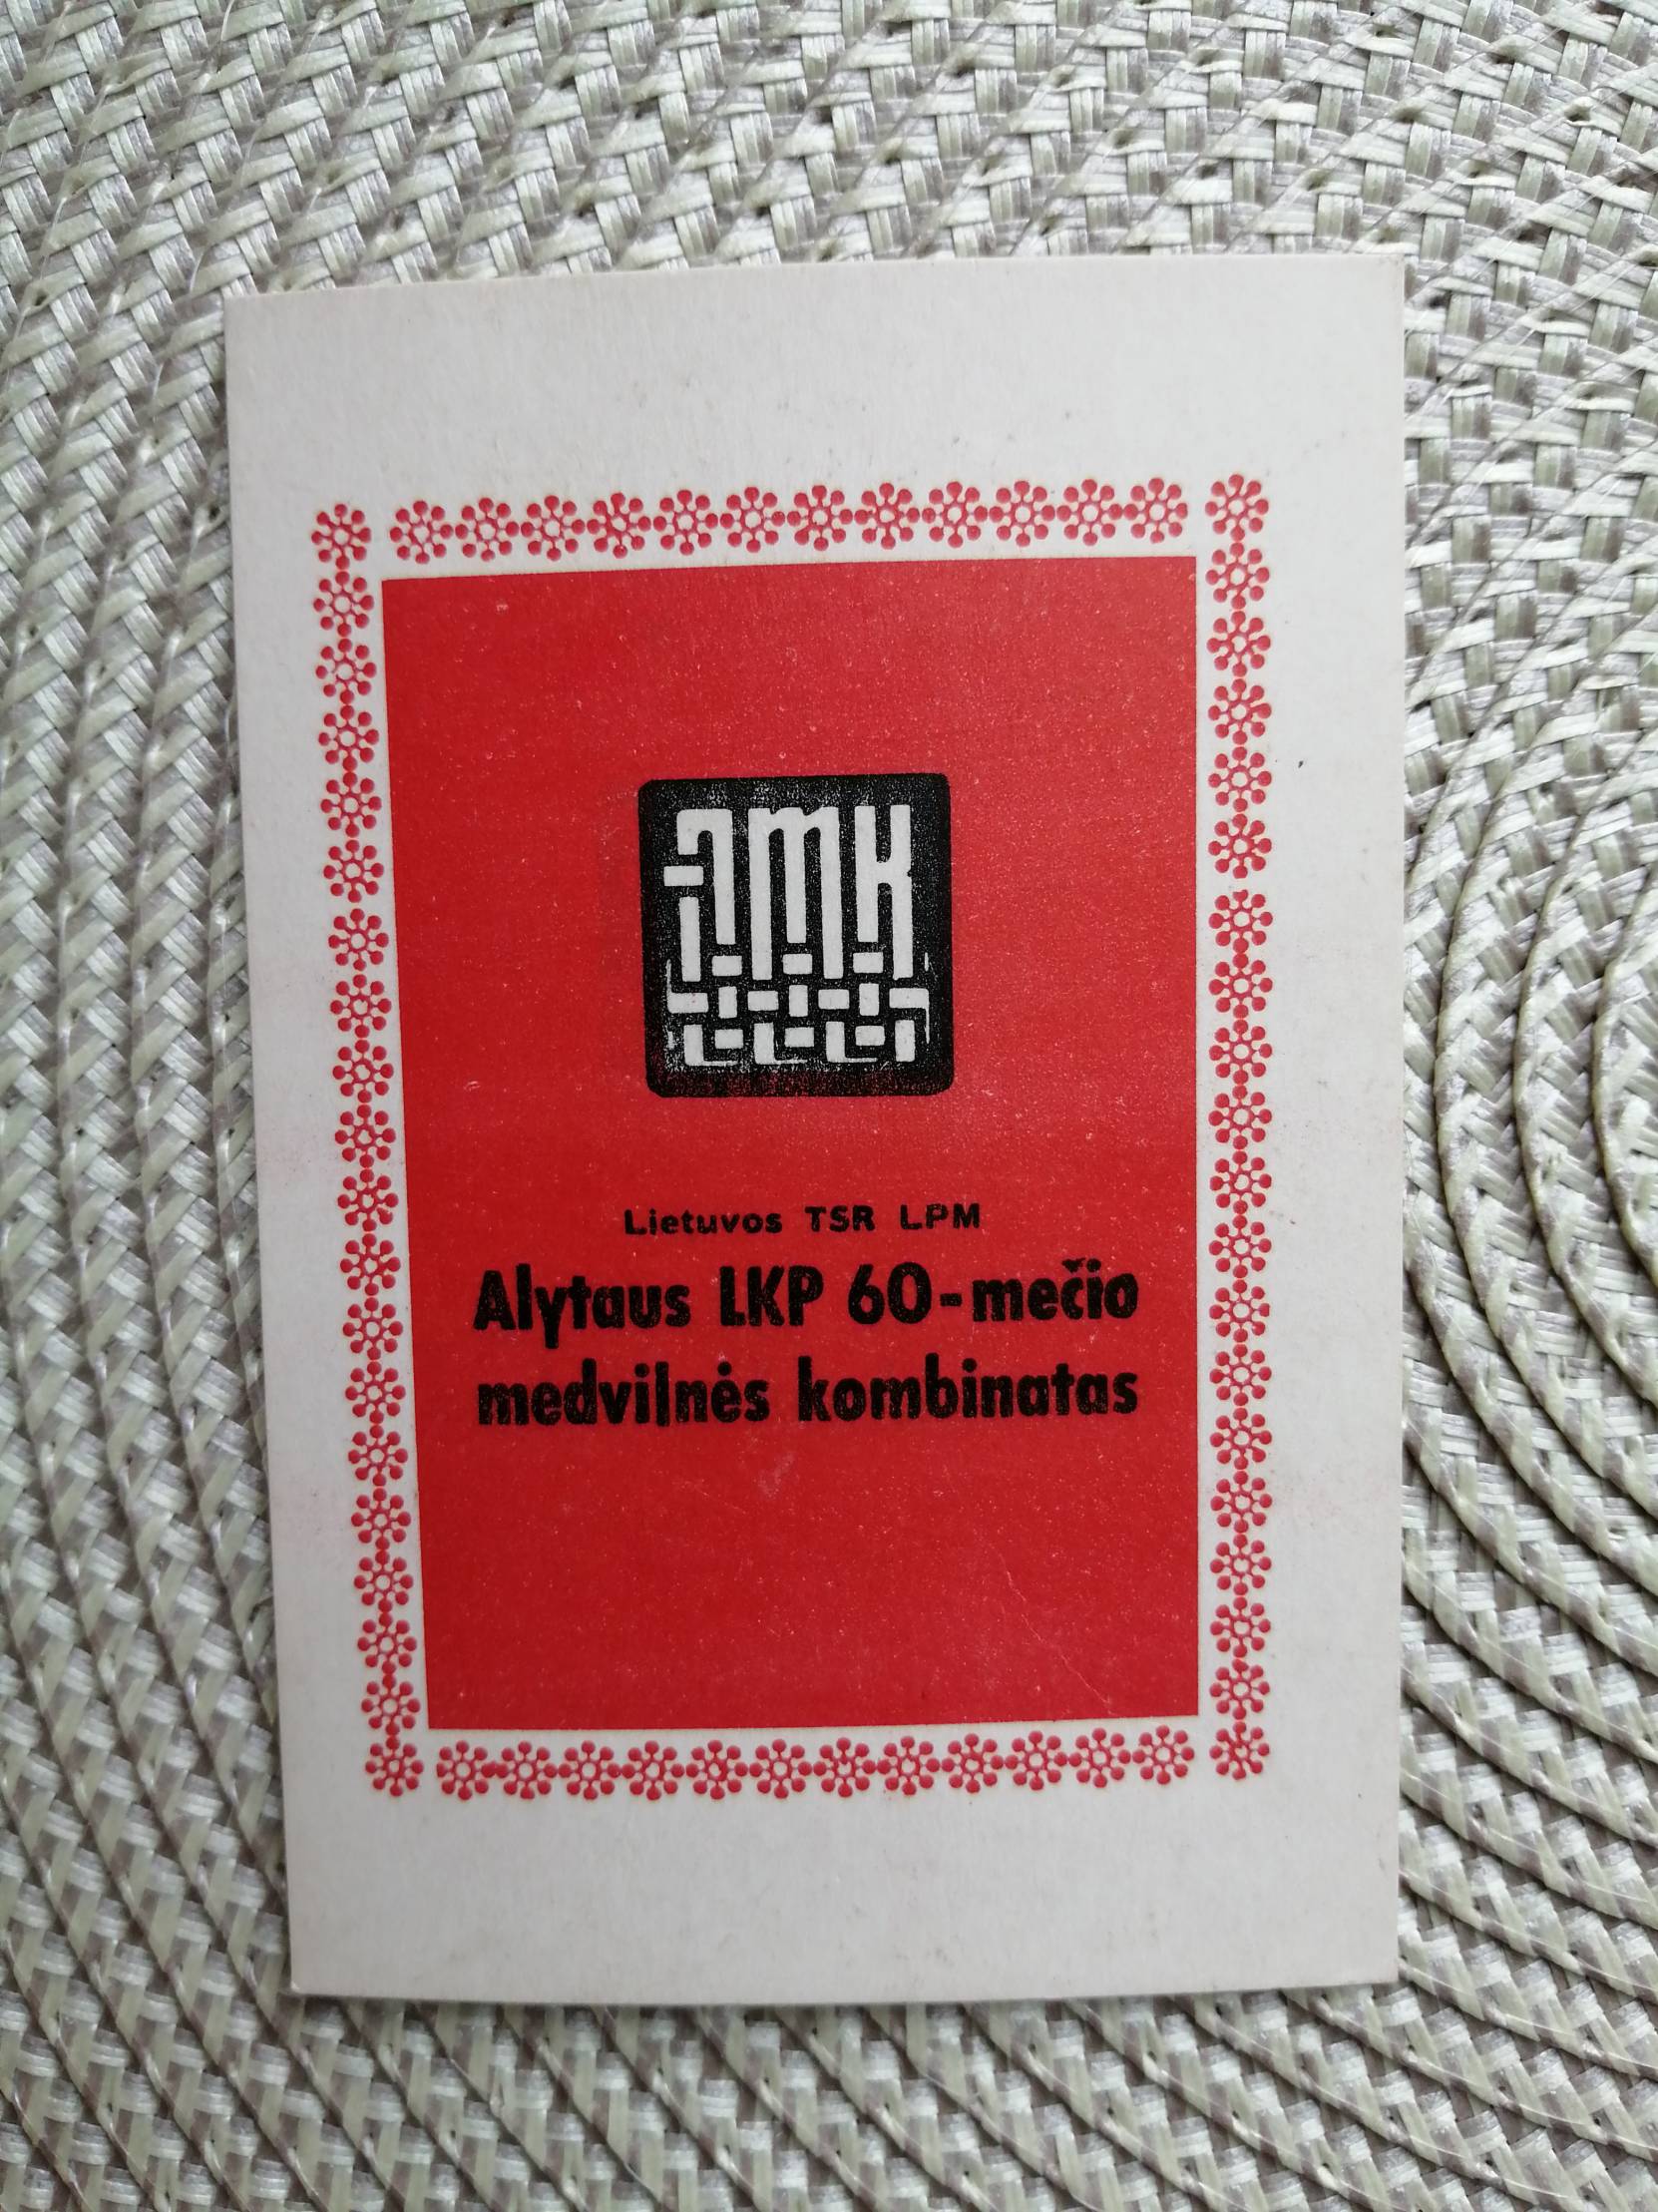 AMK
Lietuvos TSR LPM
Alytaus LKP 60-mečio
medvilnės kombinatas